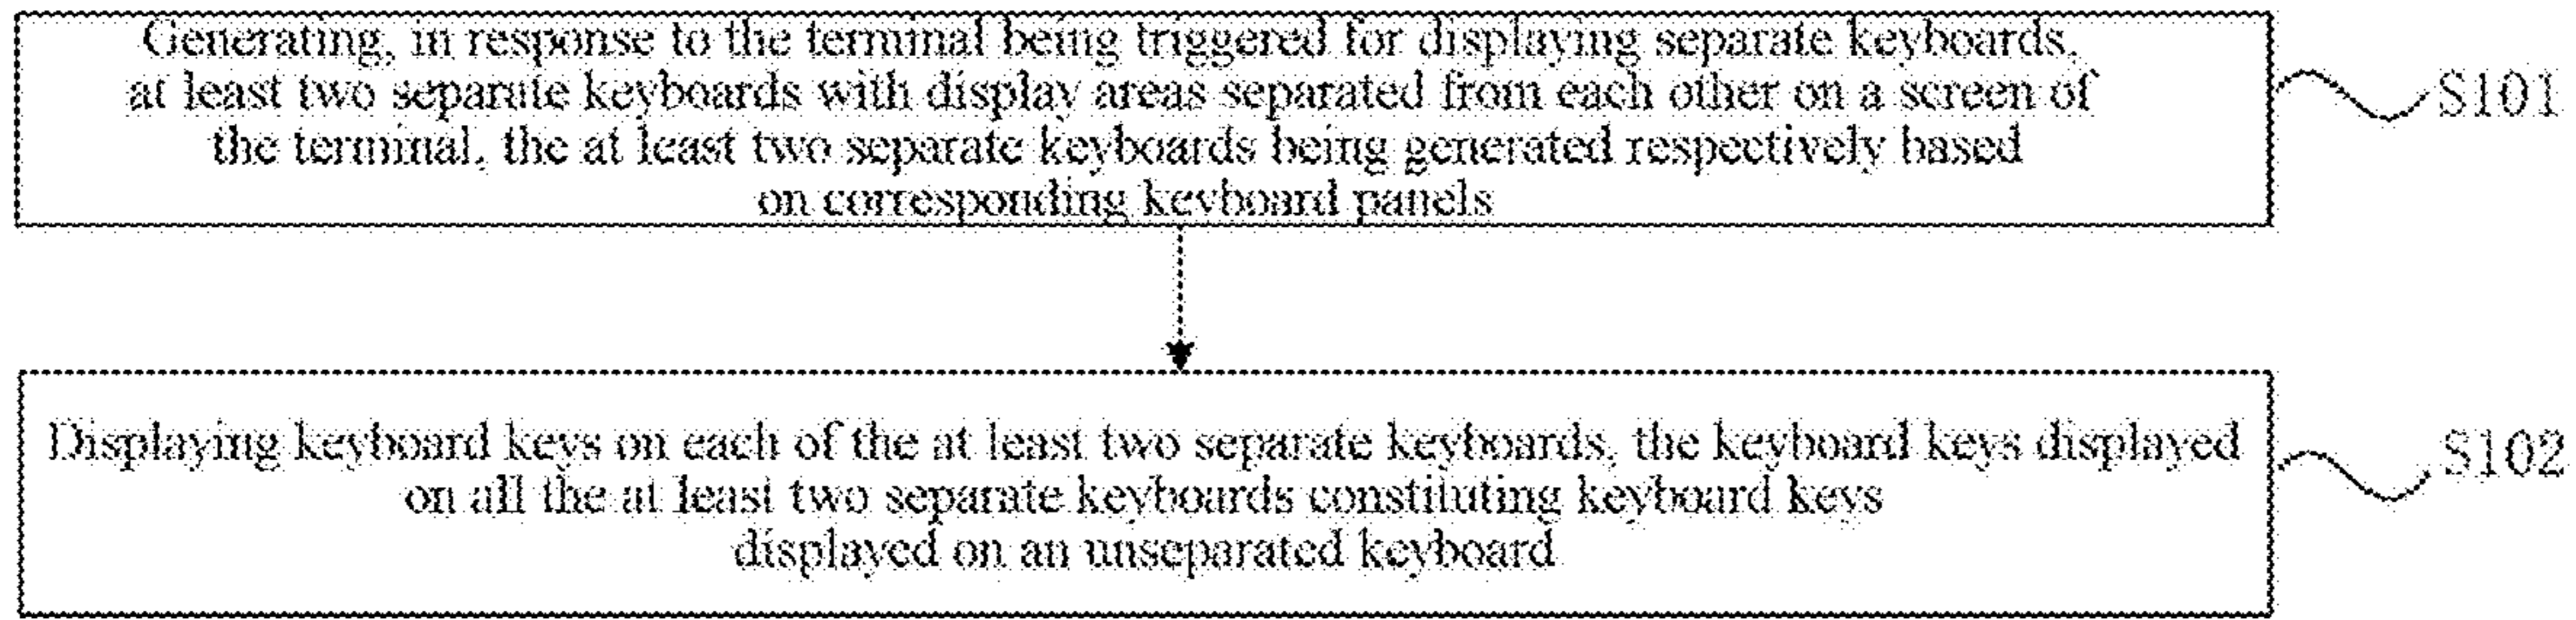 Generating, in response to the terminal being triggered for displaying separate keyboards,
at least two separate keyboards with display areas separated from each other on a screen of
the terminal, the at least two separate keyboards being generated respectively based
on corresponding keyboard panels
S101
Displaying keyboard keys on each of the at least two separate keyboards, the keyboard keys displayed
on all the at least two separate keyboards constituting keyboard keys
displayed on an unseparated keyboard
S102